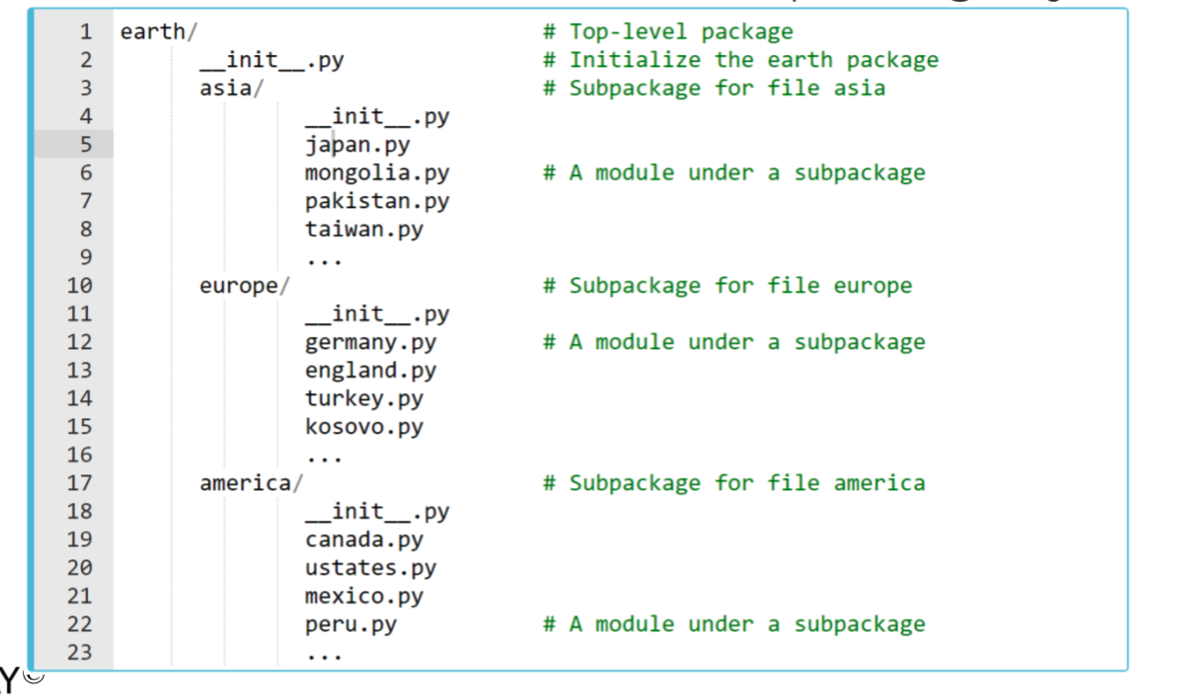 1 earth/ # Top-level package
2 __init__.py # Initialize the earth package
3 asia/ # Subpackage for file asia
4 __init__.py
5 japan.py
6 mongolia.py # A module under a subpackage
7 pakistan.py
8 taiwan.py
9 ...
10 europe/ # Subpackage for file europe
11 __init__.py
12 germany.py # A module under a subpackage
13 england.py
14 turkey.py
15 kosovo.py
16 ...
17 america/ # Subpackage for file america
18 __init__.py
19 canada.py
20 ustates.py
21 mexico.py
22 peru.py # A module under a subpackage
23 ...
Y©